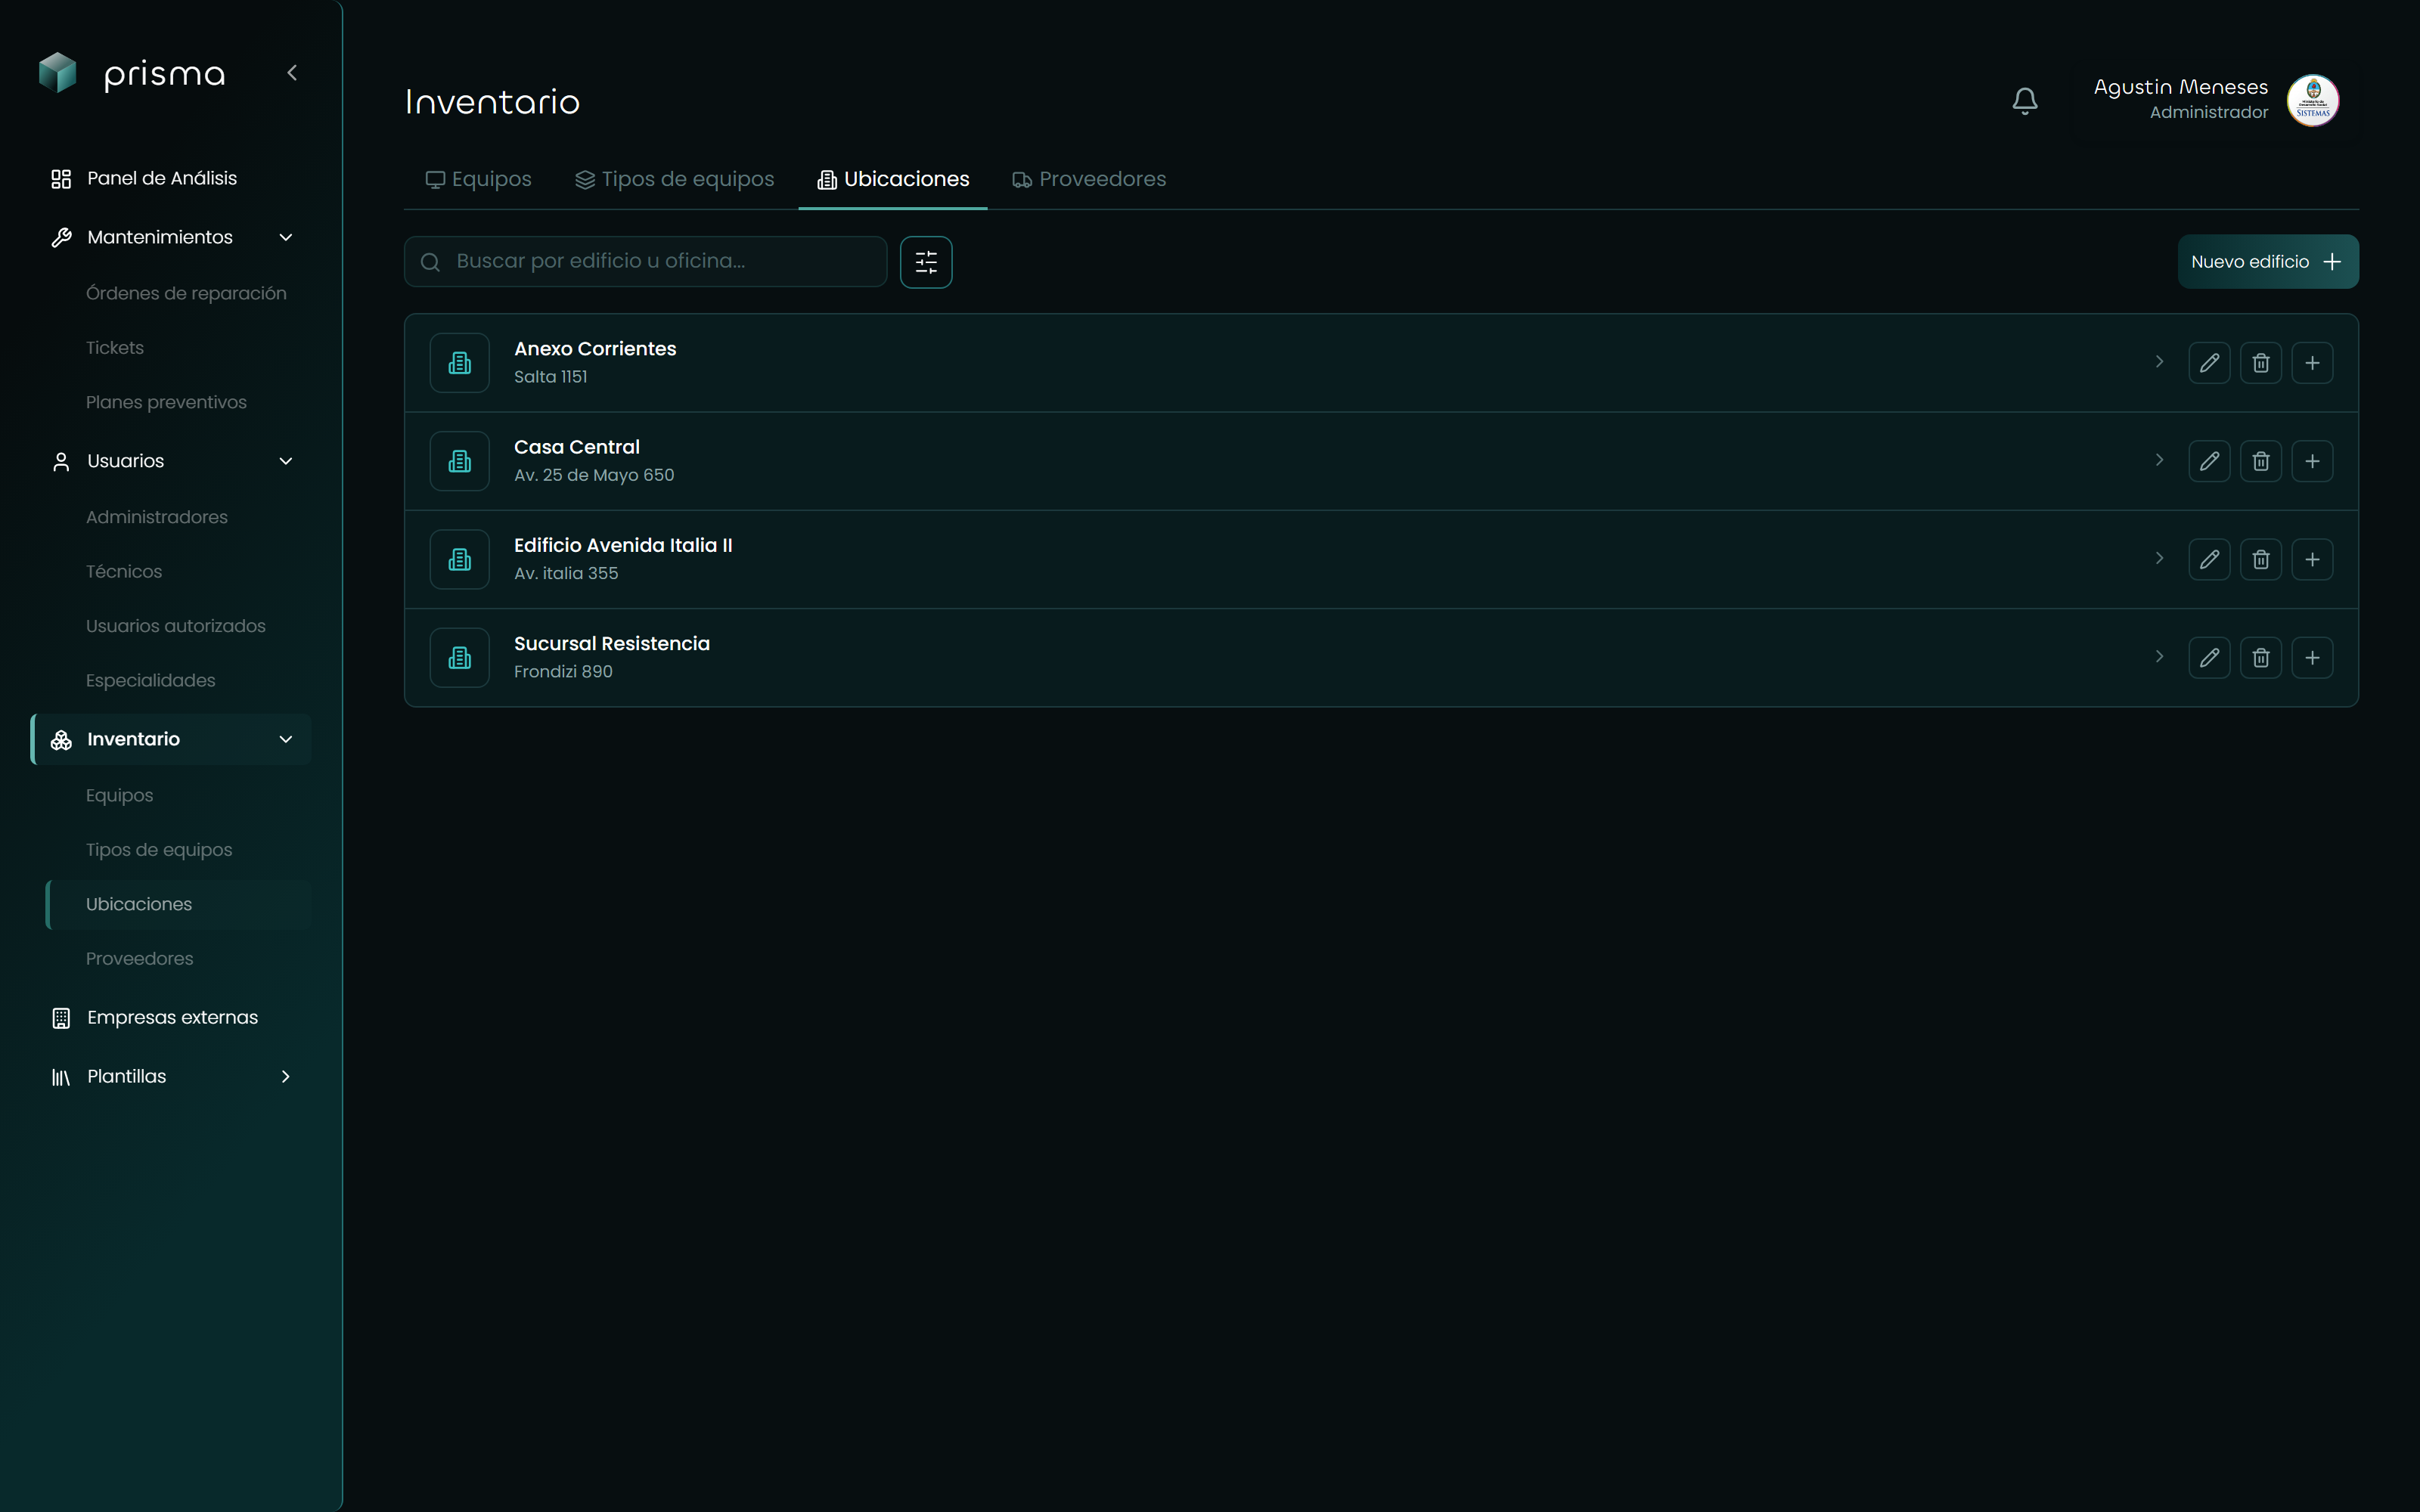 prisma
Panel de Análisis
Mantenimientos
Órdenes de reparación
Tickets
Planes preventivos
Usuarios
Administradores
Técnicos
Usuarios autorizados
Especialidades
Inventario
Equipos
Tipos de equipos
Ubicaciones
Proveedores
Empresas externas
Plantillas
Inventario
Agustin Meneses
Administrador
SISTEMAS
Equipos
Tipos de equipos
Ubicaciones
Proveedores
Buscar por edificio u oficina...
Nuevo edificio
Anexo Corrientes
Salta 1151
Casa Central
Av. 25 de Mayo 650
Edificio Avenida Italia II
Av. italia 355
Sucursal Resistencia
Frondizi 890